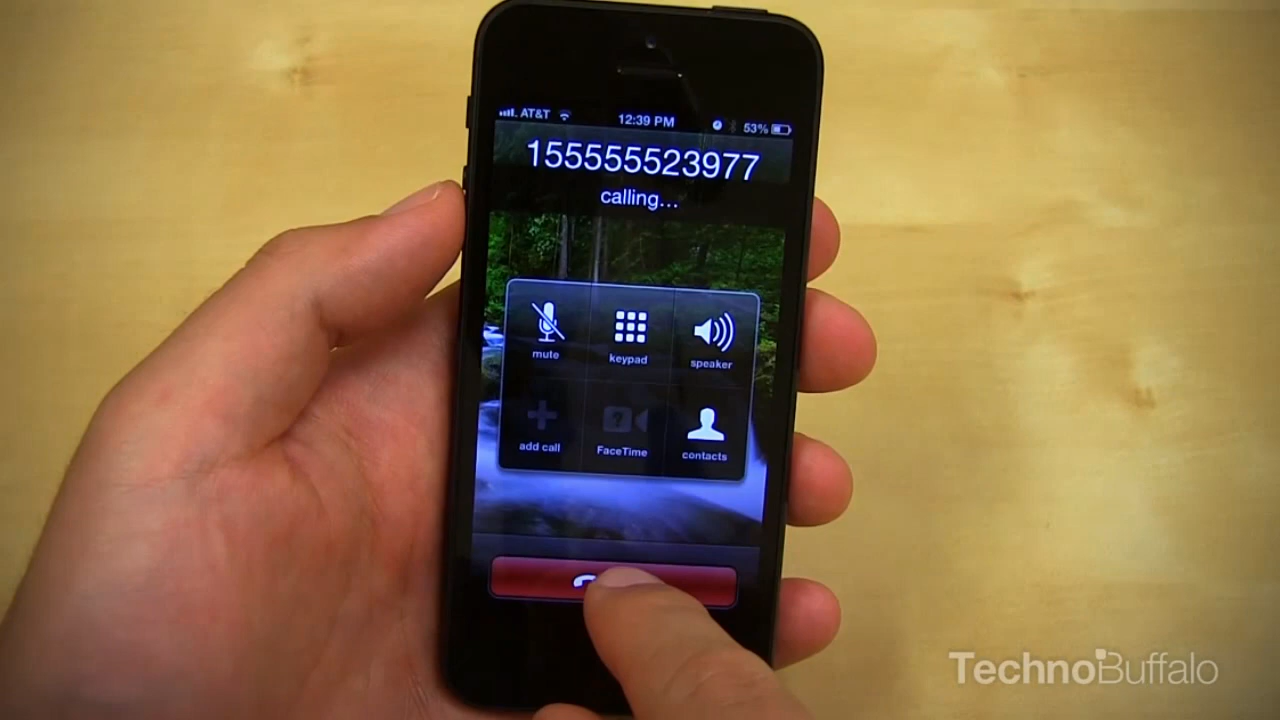 AT&T 12:39 PM 53%
155555523977
calling...
mute keypad speaker
add call FaceTime contacts
TechnoBuffalo